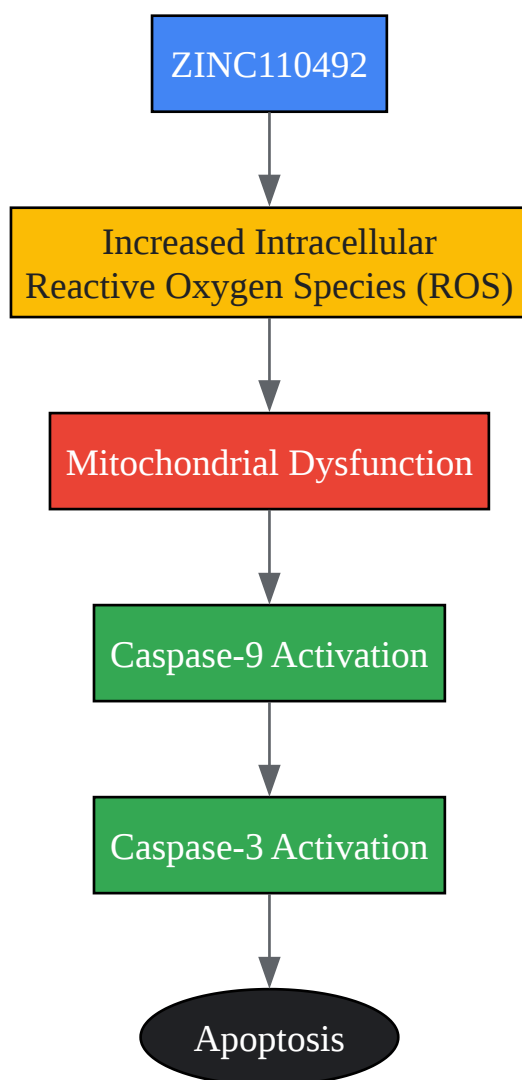 ZINC110492
Increased Intracellular
Reactive Oxygen Species (ROS)
Mitochondrial Dysfunction
Caspase-9 Activation
Caspase-3 Activation
Apoptosis